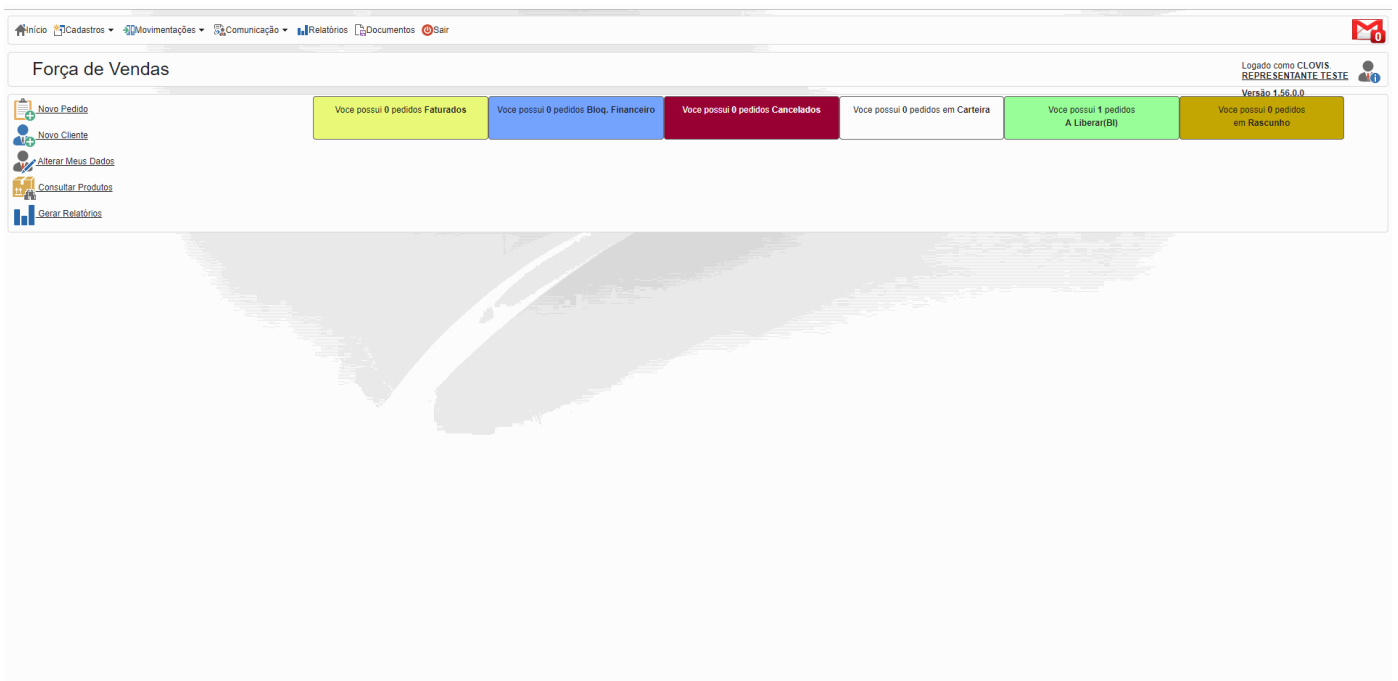 Início Cadastros Movimentações Comunicação Relatórios Documentos Sair
0
Força de Vendas
Logado como CLOVIS.
REPRESENTANTE TESTE
Versão 1.56.0.0
Novo Pedido
Novo Cliente
Alterar Meus Dados
Consultar Produtos
Gerar Relatórios
Voce possui 0 pedidos Faturados
Voce possui 0 pedidos Bloq. Financeiro
Voce possui 0 pedidos Cancelados
Voce possui 0 pedidos em Carteira
Voce possui 1 pedidos
A Liberar(BI)
Voce possui 0 pedidos
em Rascunho